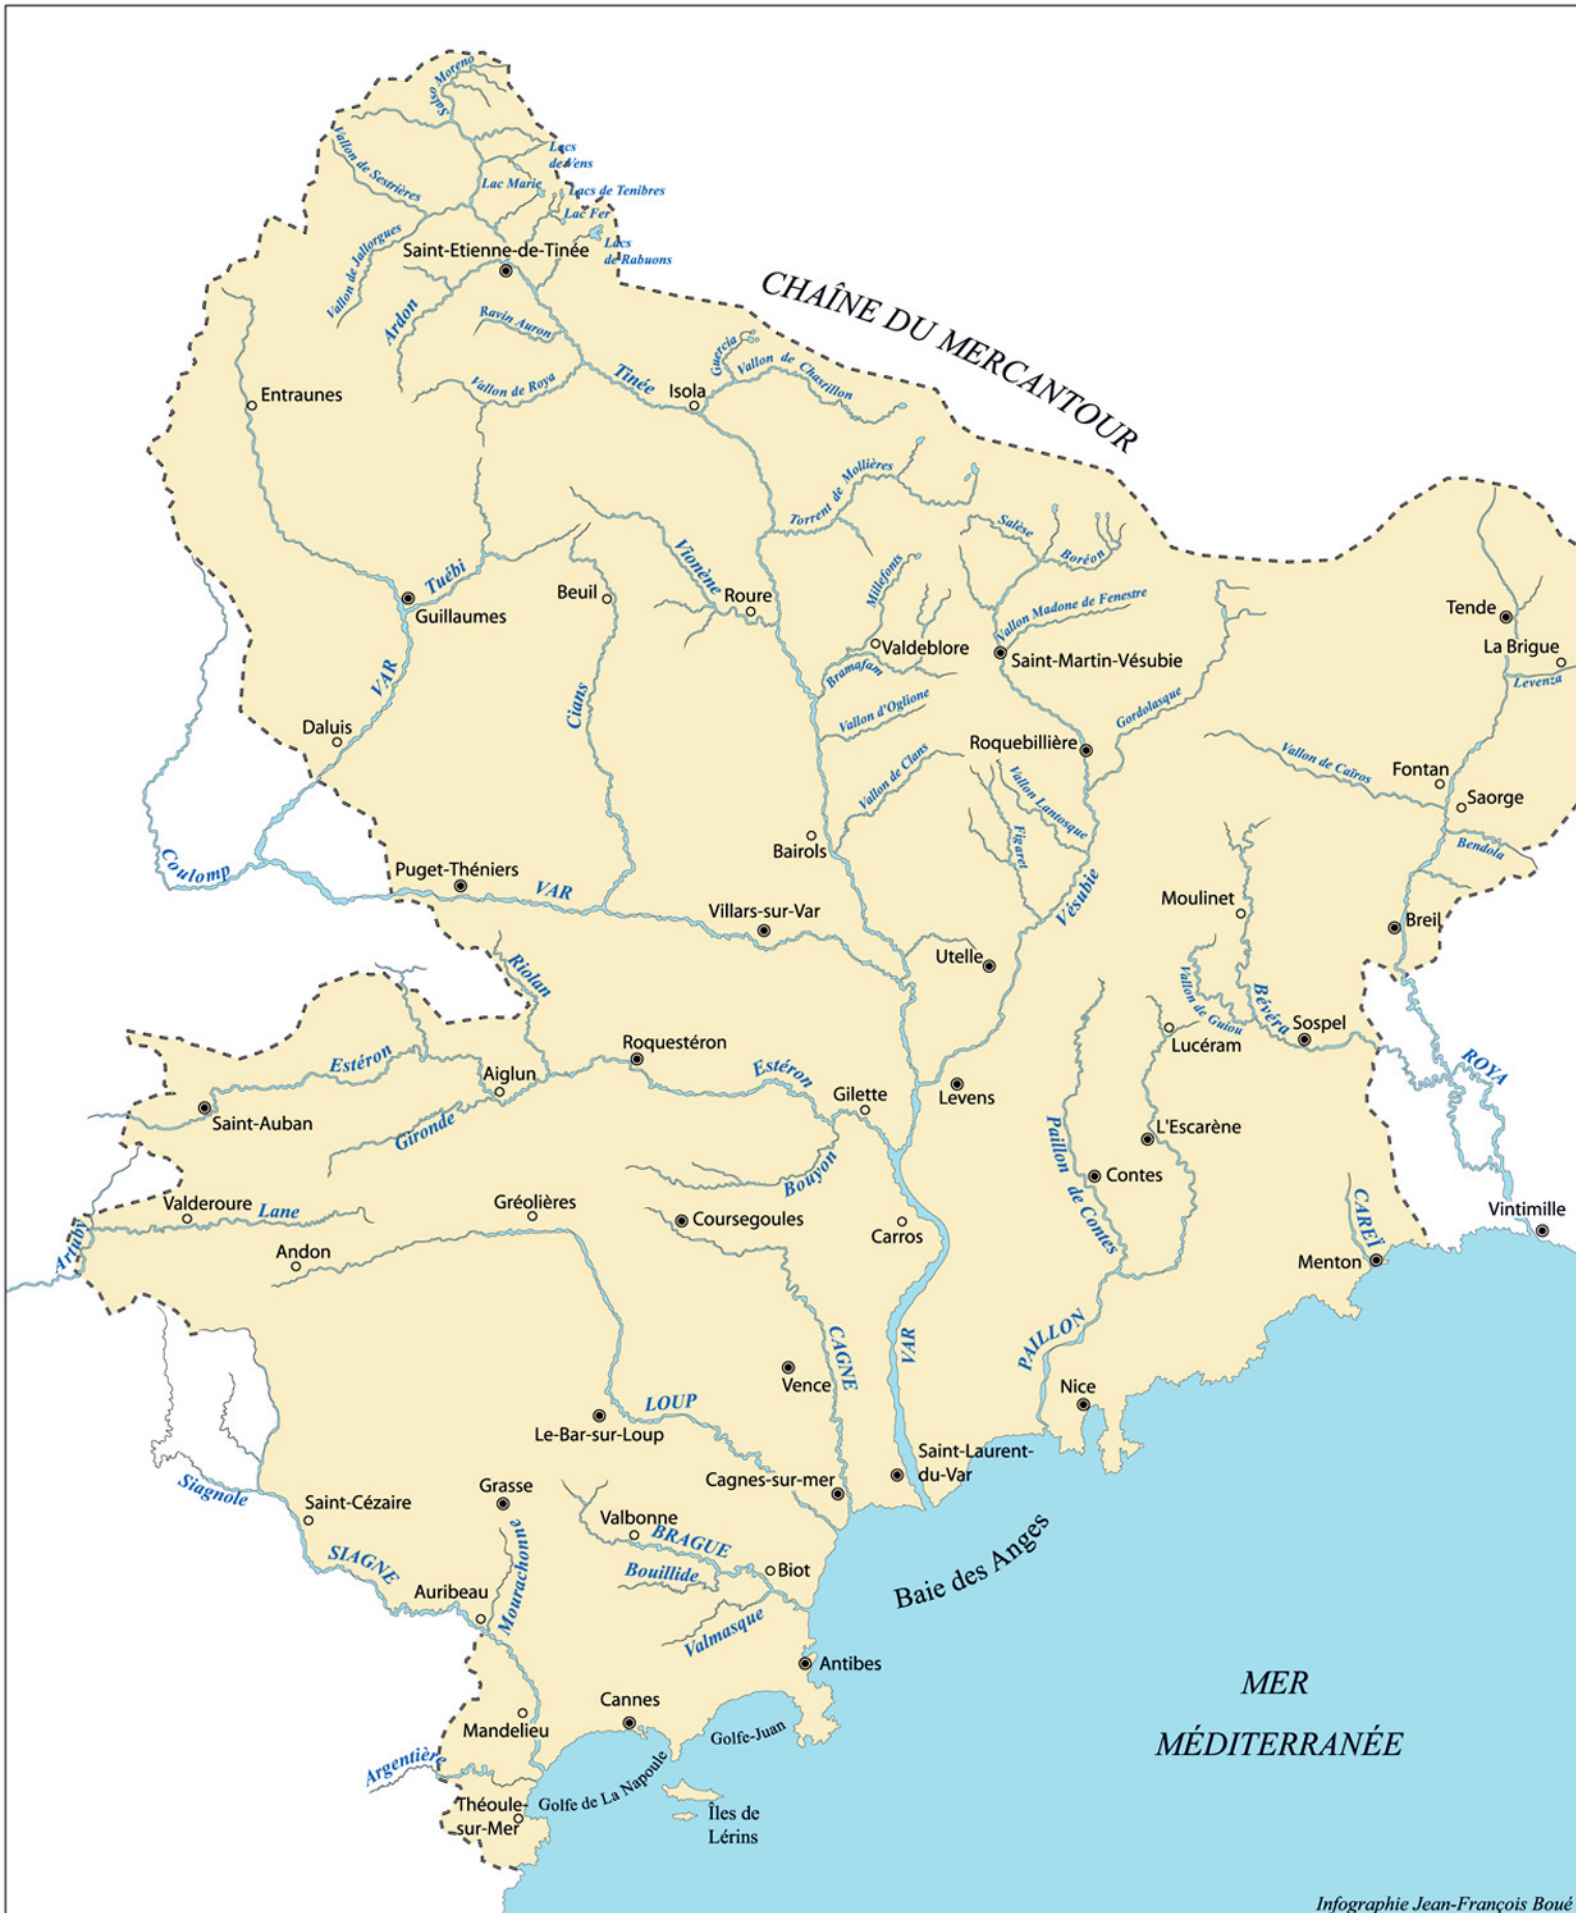 Salso Moreno
Vallon de Sestrières
Lacs
de Vens
Lac Marie
Lacs de Tenibres
Lac Fer
Lacs
de Rabuons
Vallon de Jallorgues
Saint-Etienne-de-Tinée
Ardon
Ravin Auron
CHAÎNE DU MERCANTOUR
Guercia
Vallon de Chastillon
Vallon de Roya
Tinée
Isola
Entraunes
Torrent de Mollières
Salèse
Boréon
Vionène
Millefonts
Tuébi
Guillaumes
Beuil
Roure
Vallon Madone de Fenestre
Tende
La Brigue
Levenza
Valdeblore
Saint-Martin-Vésubie
Bramafam
VAR
Cians
Vallon d'Oglione
Gordolasque
Daluis
Roquebillière
Vallon de Clans
Vallon Lantosque
Vallon de Caïros
Fontan
Saorge
Figaret
Bairols
Bendola
Coulomp
Puget-Théniers
VAR
Vésubie
Villars-sur-Var
Moulinet
Breil
Utelle
Riolan
Vallon de Guiou
Bévéra
Sospel
Lucéram
ROYA
Estéron
Roquestéron
Estéron
Aiglun
Gilette
Levens
Saint-Auban
Gironde
Paillon de Contes
L'Escarène
Bouyon
Contes
Valderoure
Lane
Gréolières
Coursegoules
Carros
CAREÏ
Vintimille
Artuby
Andon
Menton
VAR
CAGNE
PAILLON
Vence
Nice
LOUP
Le-Bar-sur-Loup
Saint-Laurent-
du-Var
Cagnes-sur-mer
Siagnole
Grasse
Saint-Cézaire
Mourachonne
Valbonne
BRAGUE
Baie des Anges
SIAGNE
Bouillide
Biot
Auribeau
Valmasque
Antibes
MER
MÉDITERRANÉE
Cannes
Mandelieu
Golfe-Juan
Argentière
Golfe de La Napoule
Théoule-
sur-Mer
Îles de
Lérins
Infographie Jean-François Boué